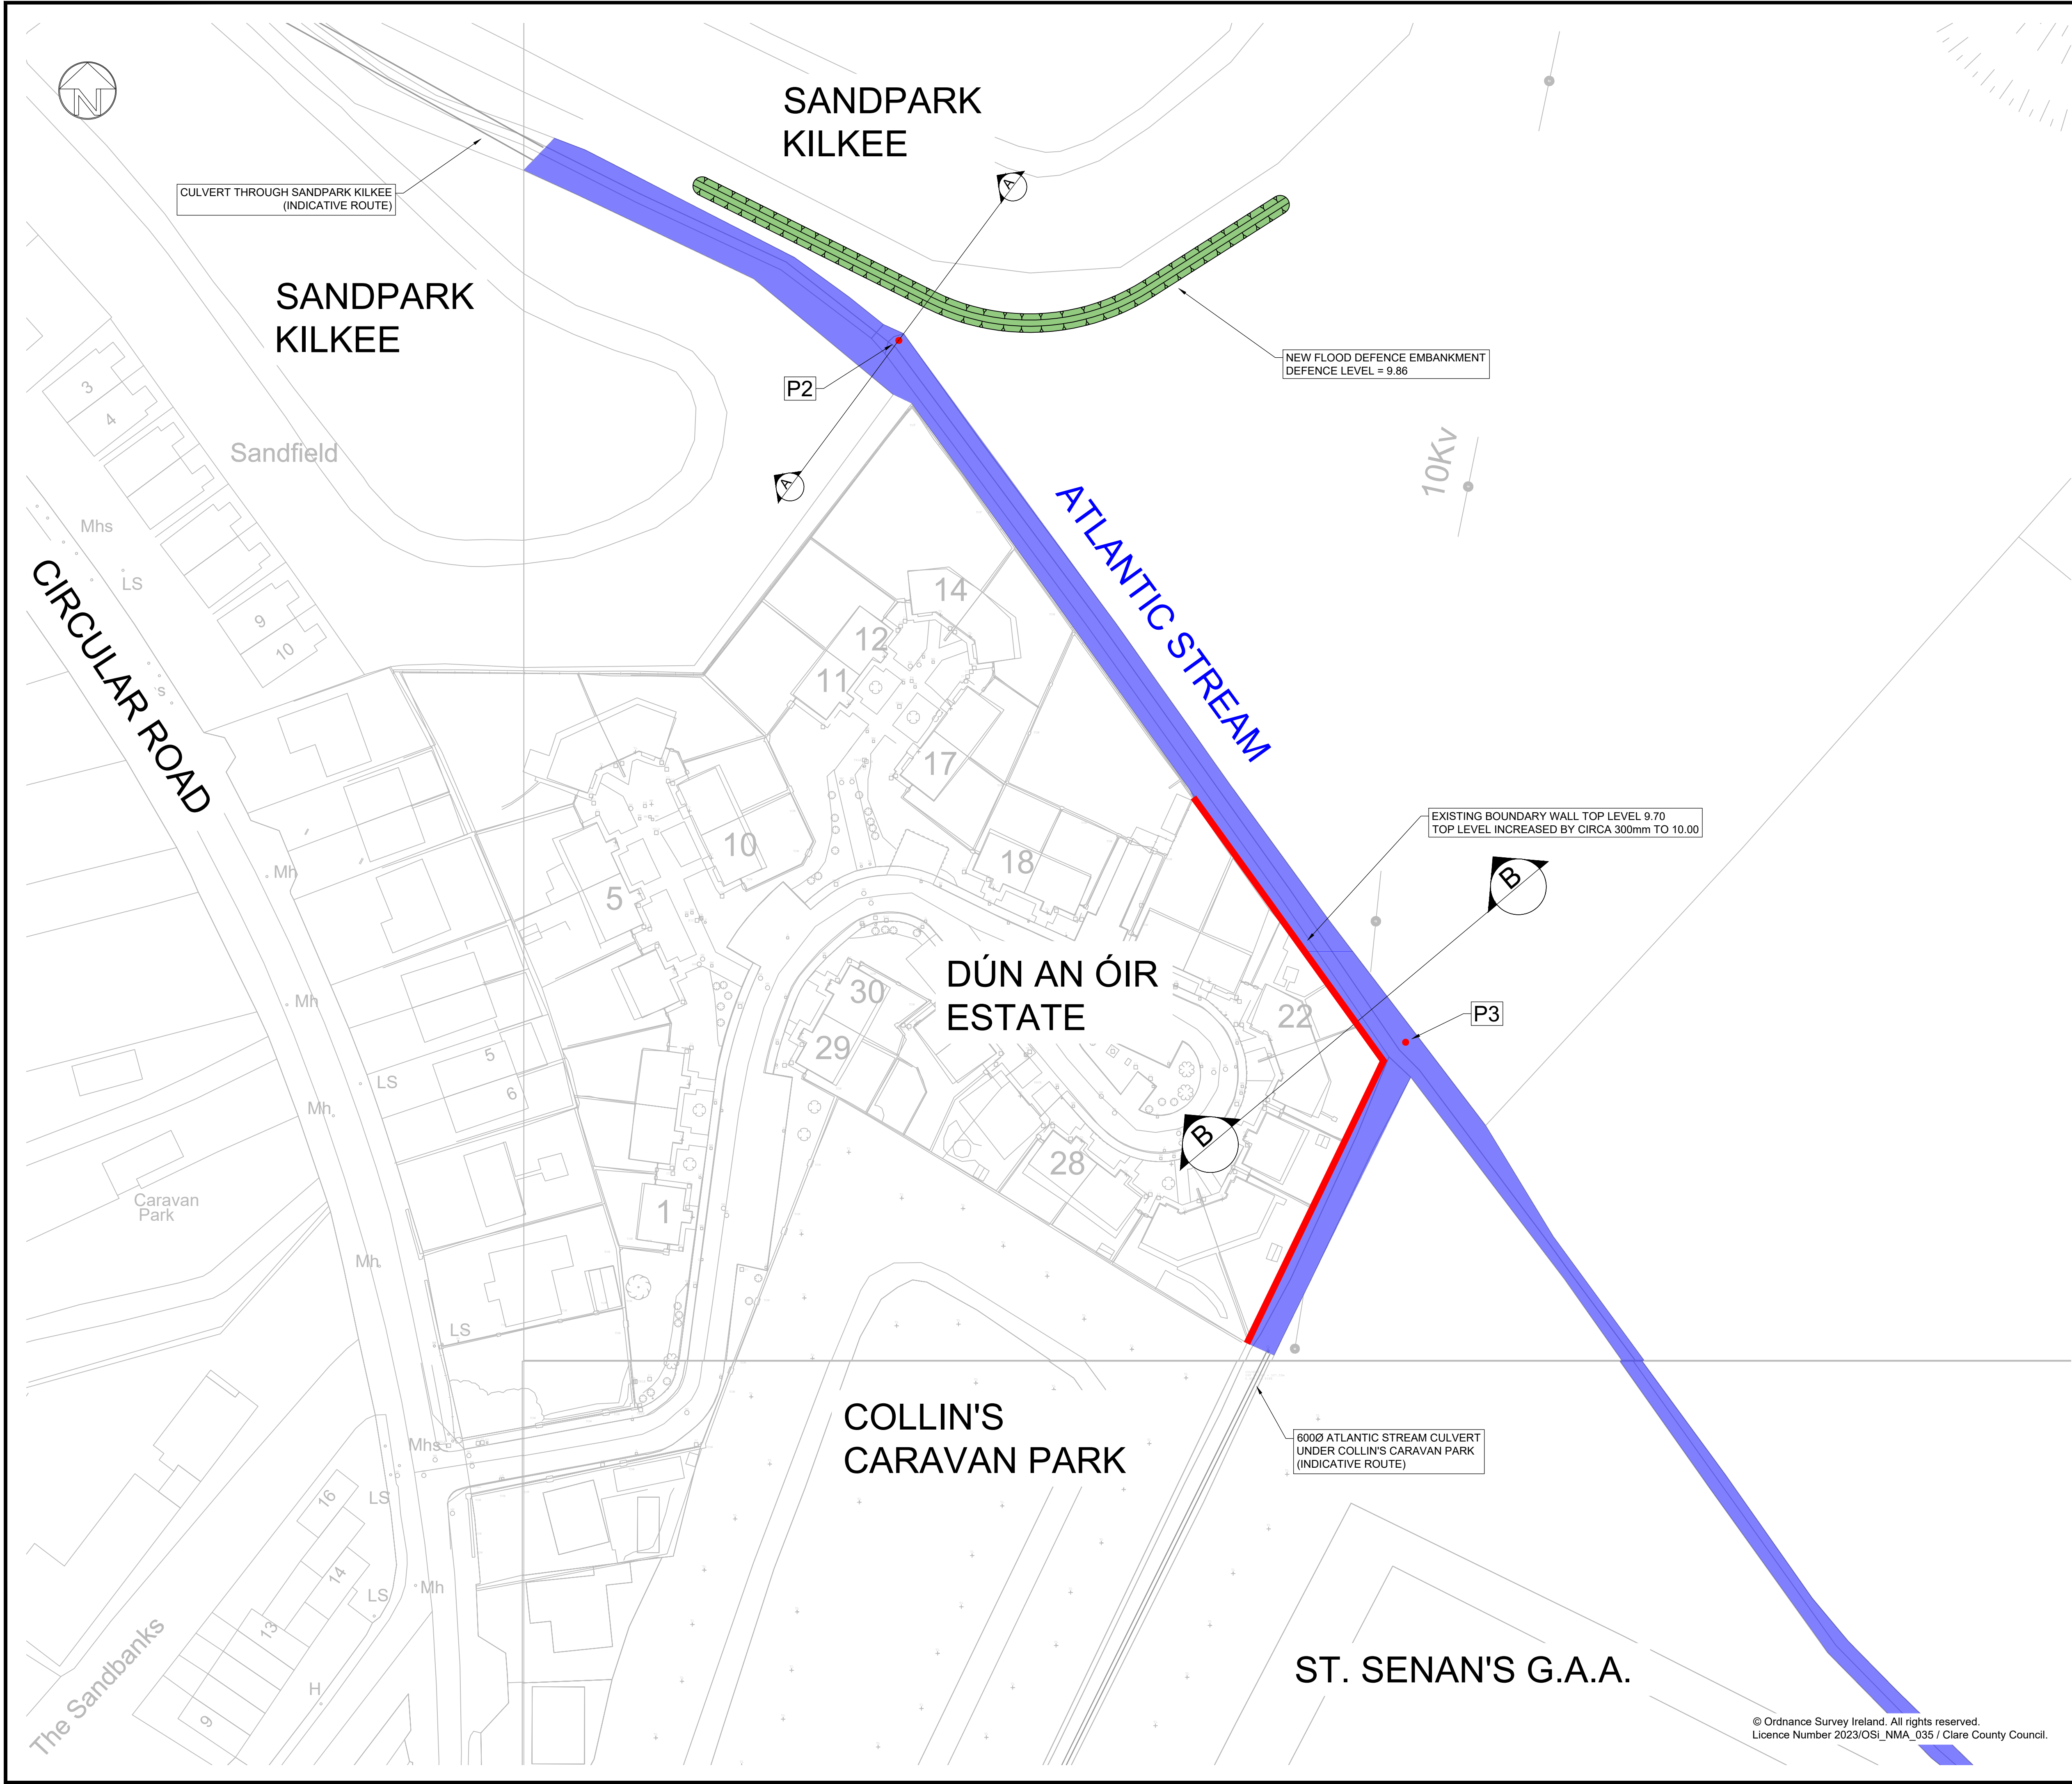 N
SANDPARK
KILKEE
A
CULVERT THROUGH SANDPARK KILKEE
(INDICATIVE ROUTE)
SANDPARK
KILKEE
NEW FLOOD DEFENCE EMBANKMENT
DEFENCE LEVEL = 9.86
P2
3
4
Sandfield
10Kv
A
ATLANTIC STREAM
Mhs
LS
CIRCULAR ROAD
14
9
10
12
s
11
17
EXISTING BOUNDARY WALL TOP LEVEL 9.70
TOP LEVEL INCREASED BY CIRCA 300mm TO 10.00
10
18
Mh
B
5
DÚN AN ÓIR
ESTATE
30
Mh
22
P3
29
5
LS
6
Mh
B
28
Caravan
Park
1
Mh
LS
COLLIN'S
CARAVAN PARK
600Ø ATLANTIC STREAM CULVERT
UNDER COLLIN'S CARAVAN PARK
(INDICATIVE ROUTE)
Mhs
16
LS
14
Mh
LS
13
The Sandbanks
H
9
ST. SENAN'S G.A.A.
© Ordnance Survey Ireland. All rights reserved.
Licence Number 2023/OSi_NMA_035 / Clare County Council.